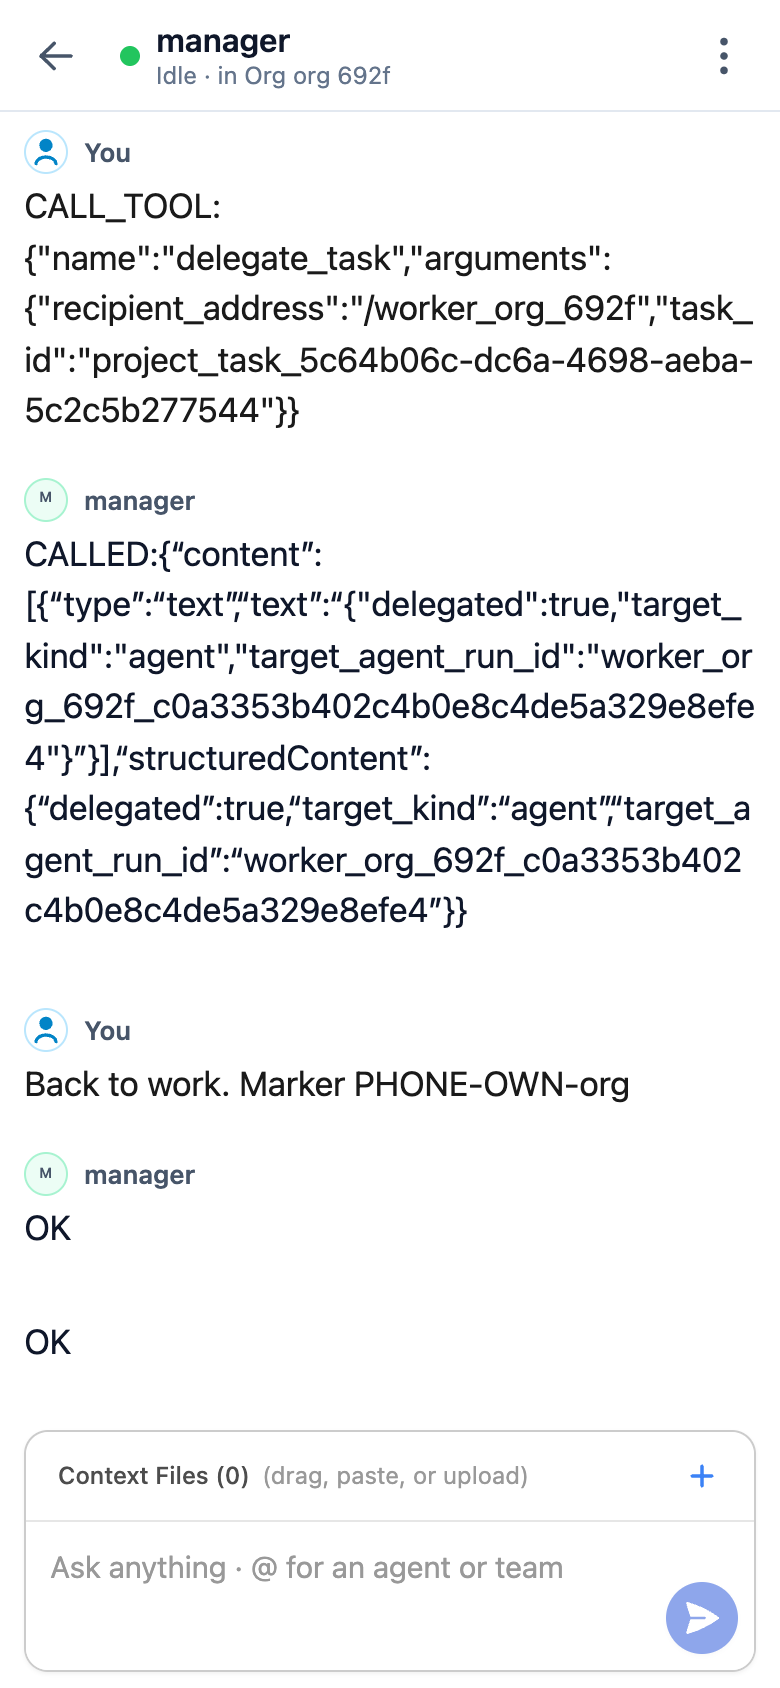 manager
Idle · in Org org 692f
You
CALL_TOOL:
{"name":"delegate_task","arguments":
{"recipient_address":"/worker_org_692f","task_
id":"project_task_5c64b06c-dc6a-4698-aeba-
5c2c5b277544"}}
M manager
CALLED:{“content”:
[{“type”:“text”,“text”:“{"delegated":true,"target_
kind":"agent","target_agent_run_id":"worker_or
g_692f_c0a3353b402c4b0e8c4de5a329e8efe
4"}”}],“structuredContent”:
{“delegated”:true,“target_kind”:“agent”,“target_a
gent_run_id”:“worker_org_692f_c0a3353b402
c4b0e8c4de5a329e8efe4”}}
You
Back to work. Marker PHONE-OWN-org
M manager
OK
OK
Context Files (0) (drag, paste, or upload)
Ask anything · @ for an agent or team